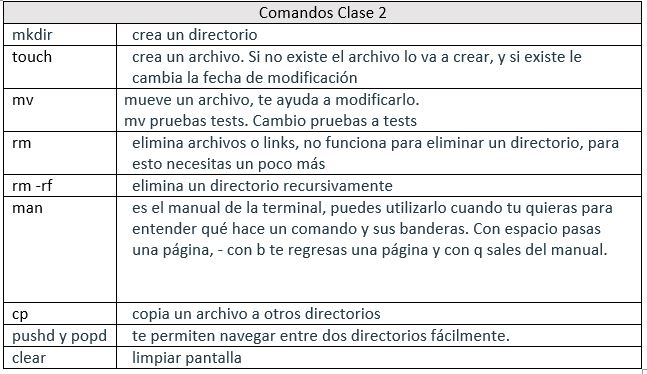 Comandos Clase 2
mkdir crea un directorio
touch crea un archivo. Si no existe el archivo lo va a crear, y si existe le
cambia la fecha de modificación
mv mueve un archivo, te ayuda a modificarlo.
mv pruebas tests. Cambio pruebas a tests
rm elimina archivos o links, no funciona para eliminar un directorio, para
esto necesitas un poco más
rm -rf elimina un directorio recursivamente
man es el manual de la terminal, puedes utilizarlo cuando tu quieras para
entender qué hace un comando y sus banderas. Con espacio pasas
una página, - con b te regresas una página y con q sales del manual.
cp copia un archivo a otros directorios
pushd y popd te permiten navegar entre dos directorios fácilmente.
clear limpiar pantalla